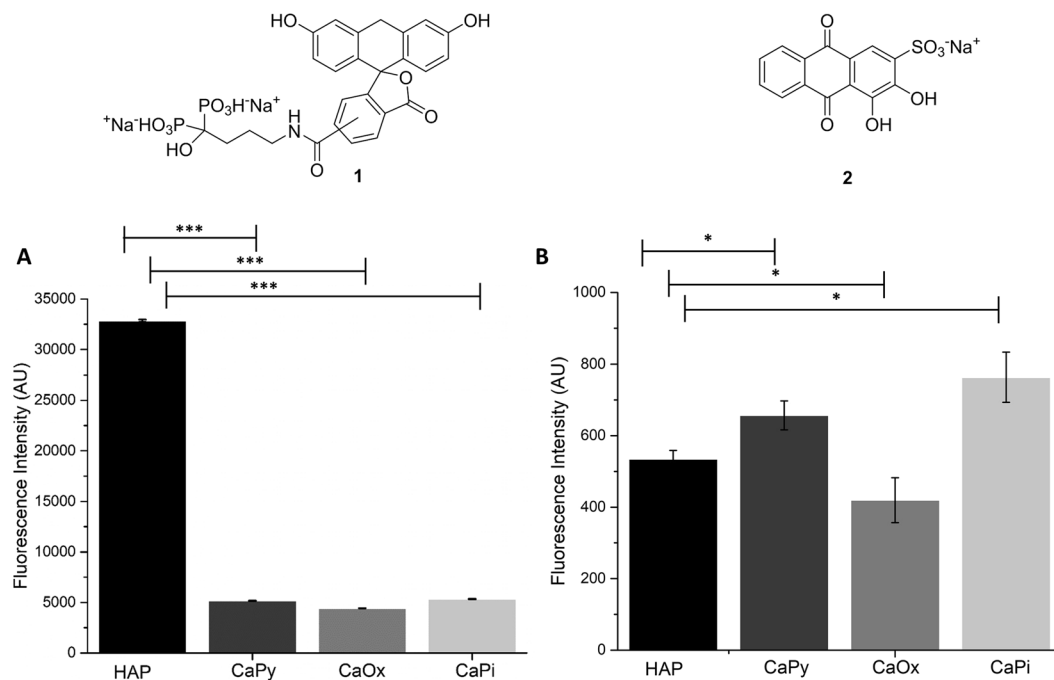 HO
OH
O
O
PO₃H⁻Na⁺
⁺Na⁻HO₃P
HO
H
N
O
1
O
SO₃⁻Na⁺
OH
O
OH
2
A
***
***
***
35000
30000
25000
20000
15000
10000
5000
0
Fluorescence Intensity (AU)
HAP
CaPy
CaOx
CaPi
B
*
*
*
1000
800
600
400
200
0
Fluorescence Intensity (AU)
HAP
CaPy
CaOx
CaPi